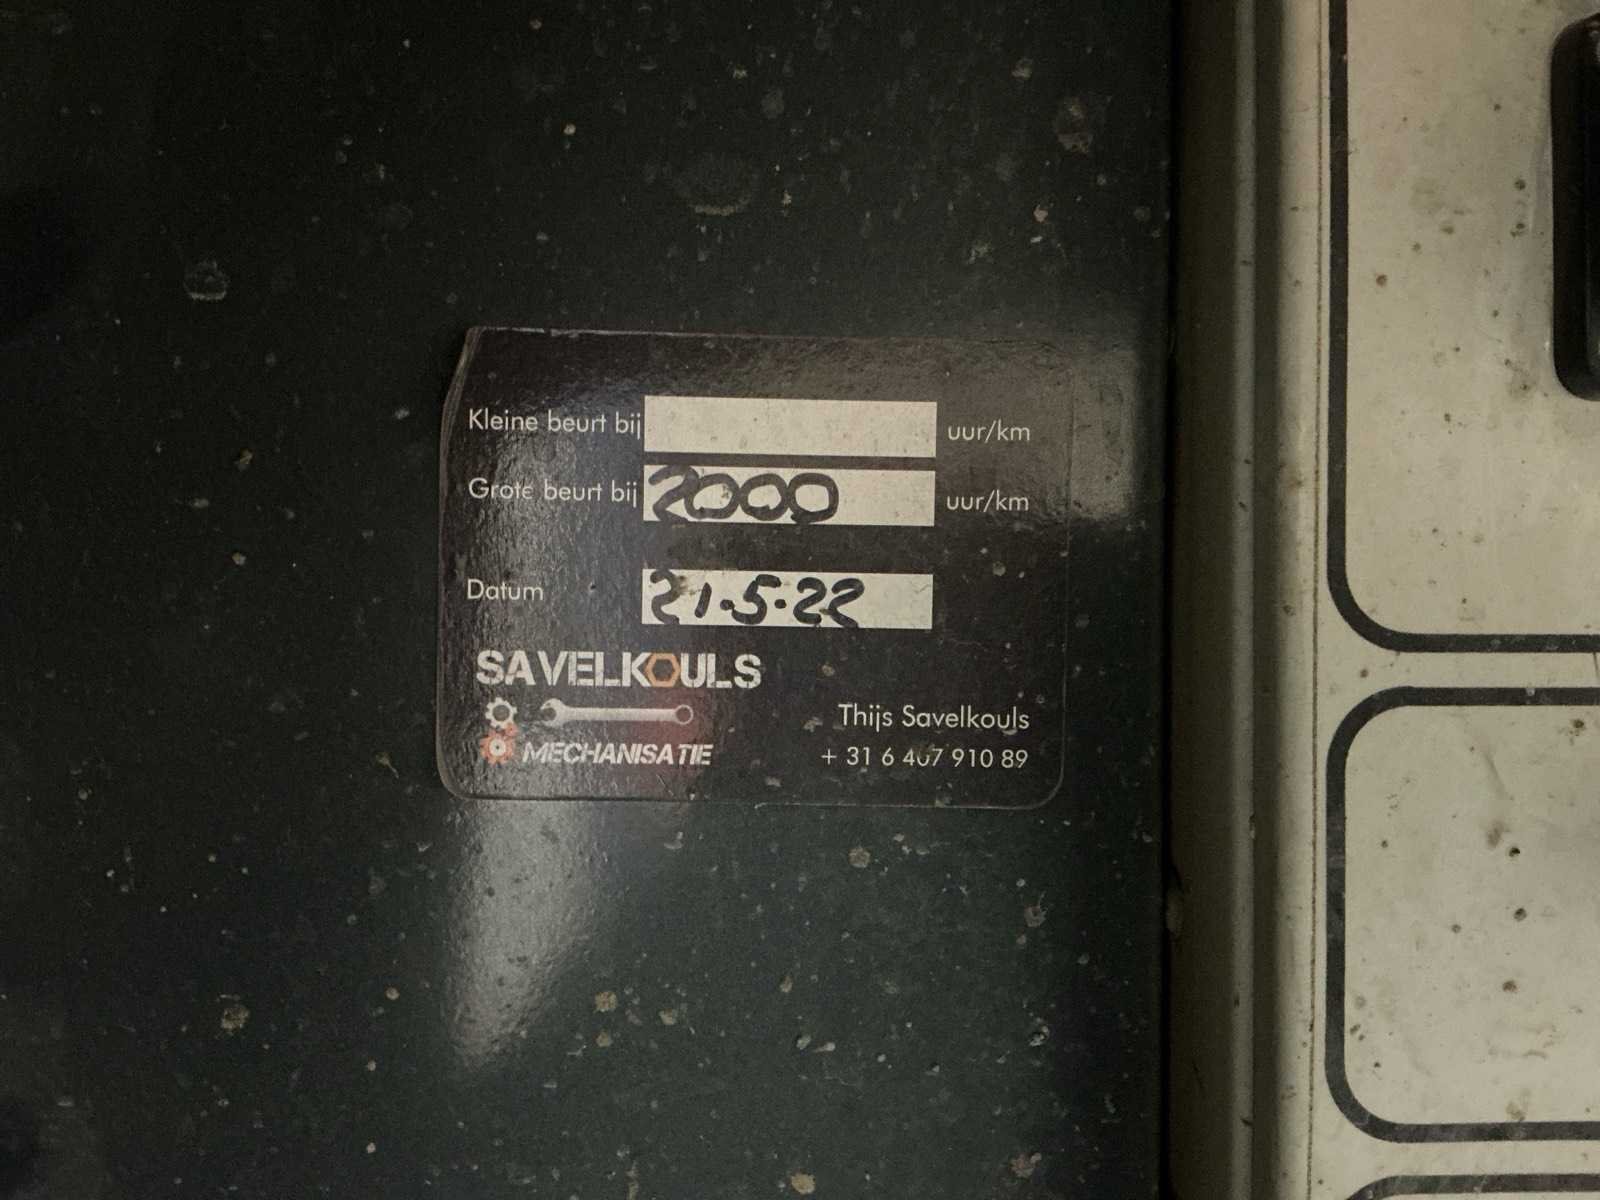 Kleine beurt bij uur/km
Grote beurt bij 2000 uur/km
Datum 21.5.22
SAVELKOULS
MECHANISATIE
Thijs Savelkouls
+ 31 6 467 910 89